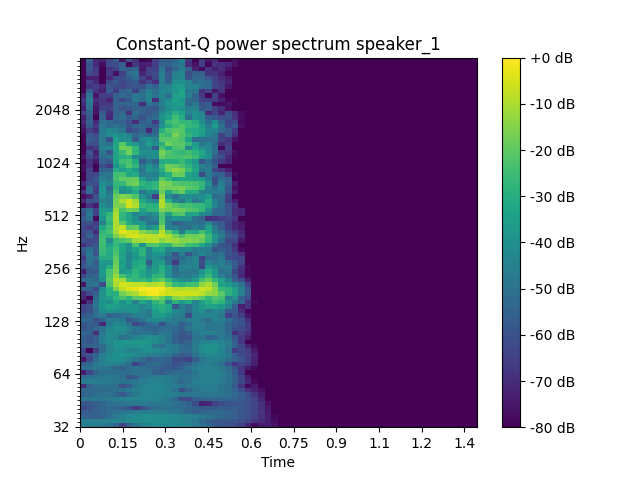 Constant-Q power spectrum speaker_1
Hz
2048
1024
512
256
128
64
32
0 0.15 0.3 0.45 0.6 0.75 0.9 1.1 1.2 1.4
Time
+0 dB
-10 dB
-20 dB
-30 dB
-40 dB
-50 dB
-60 dB
-70 dB
-80 dB